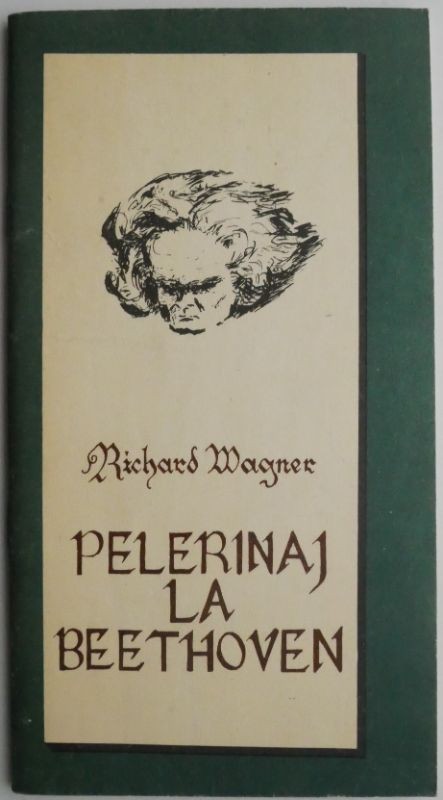 Richard Wagner
PELERINAJ
LA
BEETHOVEN